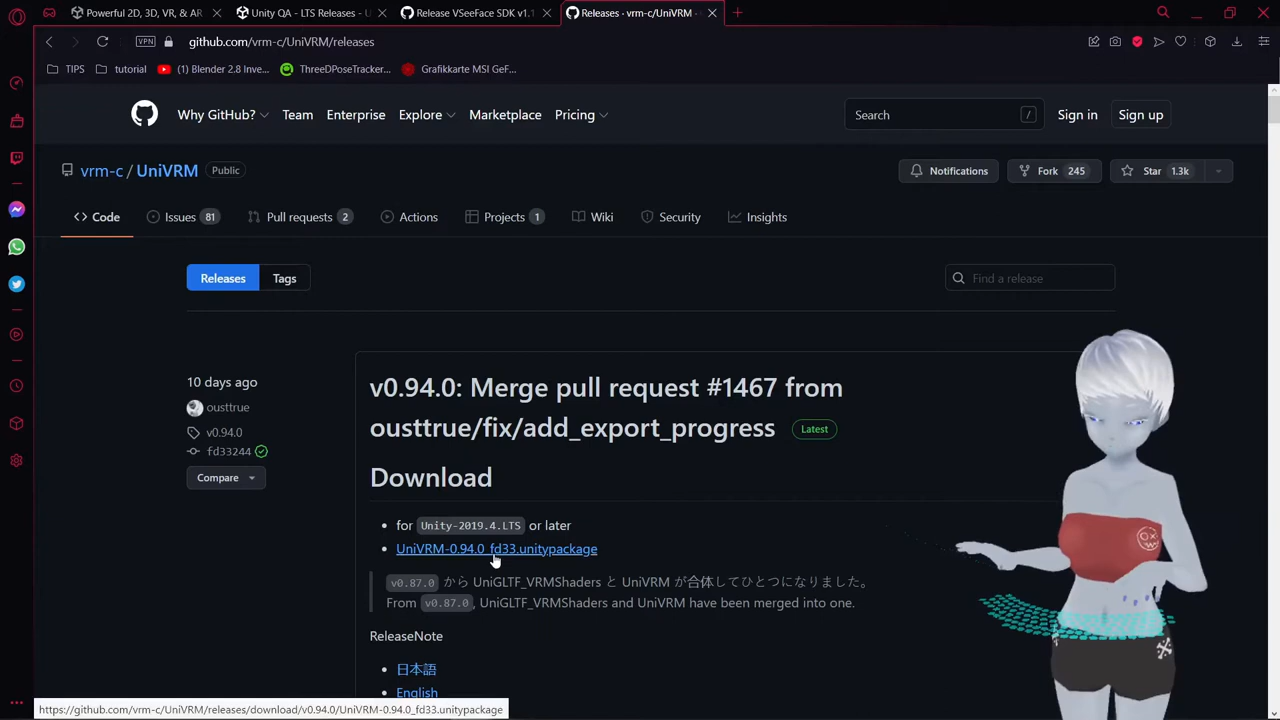 Powerful 2D, 3D, VR, & AR
Unity QA - LTS Releases - U
Release VSeeFace SDK v1.1
Releases · vrm-c/UniVRM ·
VPN
github.com/vrm-c/UniVRM/releases
TIPS
tutorial
(1) Blender 2.8 Inve...
ThreeDPoseTracker...
Grafikkarte MSI GeF...
Why GitHub?
Team
Enterprise
Explore
Marketplace
Pricing
Search
/
Sign in
Sign up
vrm-c / UniVRM
Public
Notifications
Fork 245
Star 1.3k
Code
Issues 81
Pull requests 2
Actions
Projects 1
Wiki
Security
Insights
Releases
Tags
Find a release
10 days ago
ousttrue
v0.94.0
fd33244
Compare
v0.94.0: Merge pull request #1467 from
ousttrue/fix/add_export_progress
Latest
Download
for Unity-2019.4.LTS or later
UniVRM-0.94.0_fd33.unitypackage
v0.87.0 から UniGLTF_VRMShaders と UniVRM が合体してひとつになりました。
From v0.87.0, UniGLTF_VRMShaders and UniVRM have been merged into one.
ReleaseNote
日本語
English
https://github.com/vrm-c/UniVRM/releases/download/v0.94.0/UniVRM-0.94.0_fd33.unitypackage